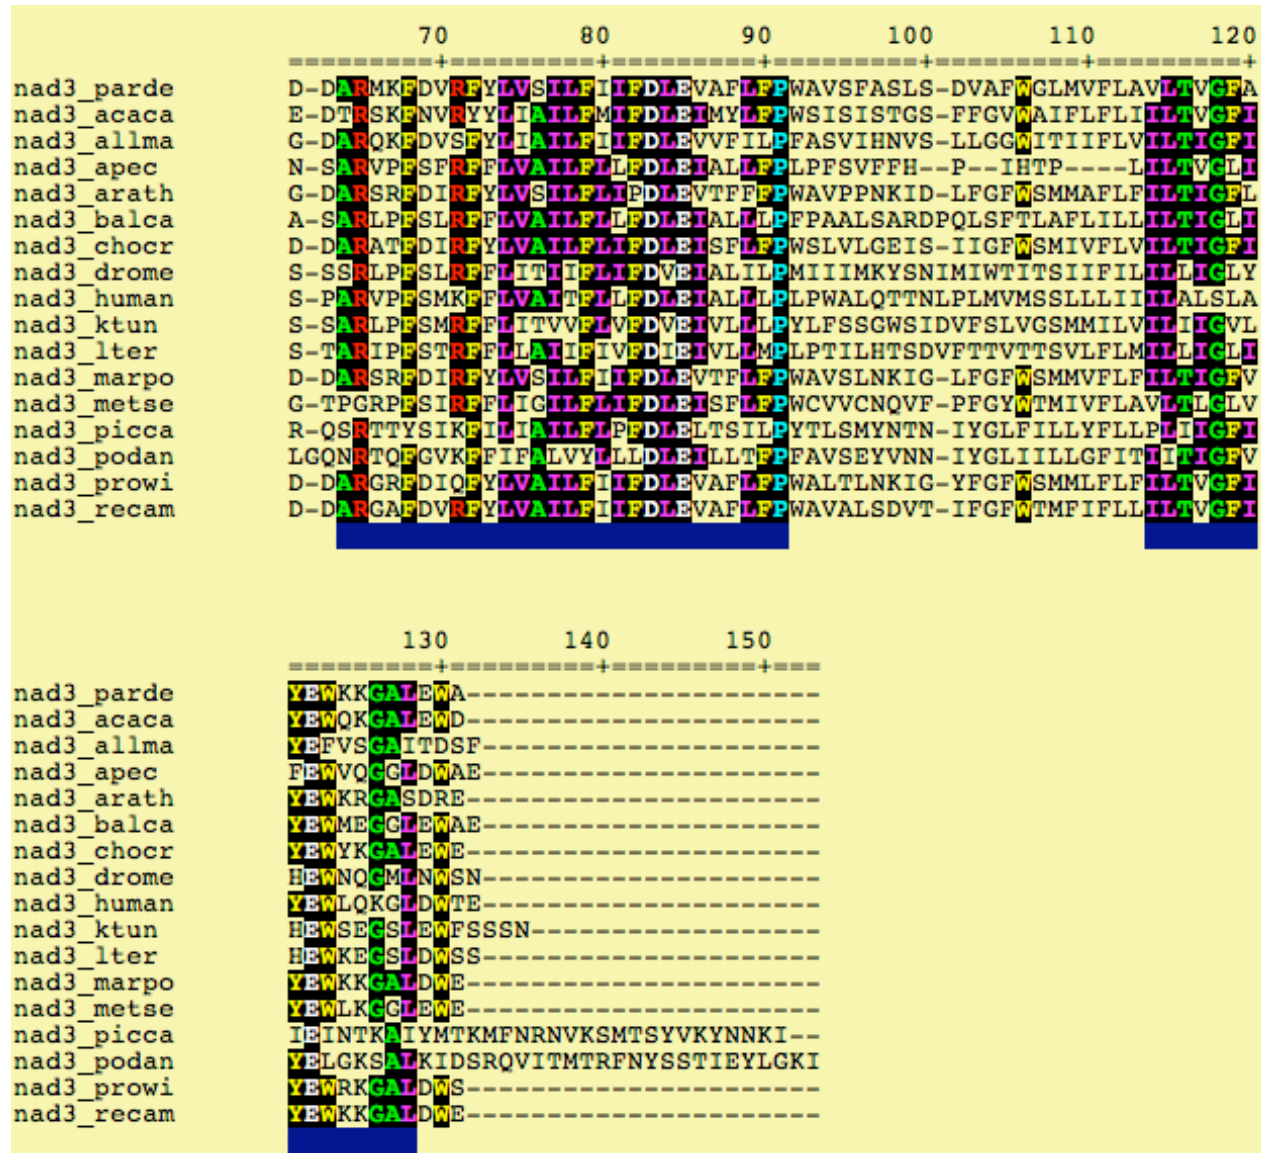 70 80 90 100 110 120
=========+=========+=========+=========+=========+=========+
nad3_parde D-DARMKFDVRFYLVSILFIIFDLEVAFLFPWAVSFASLS-DVAFWGLMVFLAVLTVGFA
nad3_acaca E-DTRSKFNVRYYLIAILFMIFDLEIMYLFPWSISISTGS-FFGVWAIFLFLIILTVGFI
nad3_allma G-DARQKFDVSFYLIAILFIIFDLEVVFILPFASVIHNVS-LLGGWITIIFLVILTIGFI
nad3_apec N-SARVPFSFRFFLVAILFLLFDLEIALLFPLPFSVFFH--P--IHTP----LILTVGLI
nad3_arath G-DARSRFDIRFYLVSILFLIPDLEVTFFFPWAVPPNKID-LFGFWSMMAFLFILTIGFL
nad3_balca A-SARLPFSLRFFLVAILFLLFDLEIALLLPFPAALSARDPQLSFTLAFLILLILTIGLI
nad3_chocr D-DARATFDIRFYLVAILFLIFDLEISFLFPWSLVLGEIS-IIGFWSMIVFLVILTIGFI
nad3_drome S-SSRLPFSLRFFLITIIFLIFDVEIALILPMIIIMKYSNIMIWTITSIIFILILLIGLY
nad3_human S-PARVPFSMKFFLVAITFLLFDLEIALLLPLPWALQTTNLPLMVMSSLLLIIILALSLA
nad3_ktun S-SARLPFSMRFFLITVVFLVFDVEIVLLLPYLFSSGWSIDVFSLVGSMMILVILIIGVL
nad3_lter S-TARIPFSTRFFLLAIIFIVFDIEIVLLMPLPTILHTSDVFTTVTTSVLFLMILLIGLI
nad3_marpo D-DARSRFDIRFYLVSILFIIFDLEVTFLFPWAVSLNKIG-LFGFWSMMVFLFILTIGFV
nad3_metse G-TPGRPFSIRFFLIGILFLIFDLEISFLFPWCVVCNQVF-PFGYWTMIVFLAVLTLGLV
nad3_picca R-QSRTTYSIKFILIAILFLPFDLELTSILPYTLSMYNTN-IYGLFILLYFLLPLIIGFI
nad3_podan LGQNRTQFGVKFFIFALVYLLLDLEILLTFPFAVSEYVNN-IYGLIILLGFITIITIGFV
nad3_prowi D-DARGRFDIQFYLVAILFIIFDLEVAFLFPWALTLNKIG-YFGFWSMMLFLFILTVGFI
nad3_recam D-DARGAFDVRFYLVAILFIIFDLEVAFLFPWAVALSDVT-IFGFWTMFIFLLILTVGFI
130 140 150
=========+=========+=========+===
nad3_parde YEWKKGALEWA----------------------
nad3_acaca YEWQKGALEWD----------------------
nad3_allma YEFVSGAITDSF---------------------
nad3_apec FEWVQGGLDWAE---------------------
nad3_arath YEWKRGASDRE----------------------
nad3_balca YEWMEGGLEWAE---------------------
nad3_chocr YEWYKGALEWE----------------------
nad3_drome HEWNQGMLNWSN---------------------
nad3_human YEWLQKGLDWTE---------------------
nad3_ktun HEWSEGSLEWFSSSN------------------
nad3_lter HEWKEGSLDWSS---------------------
nad3_marpo YEWKKGALDWE----------------------
nad3_metse YEWLKGGLEWE----------------------
nad3_picca IEINTKAIYMTKMFNRNVKSMTSYVKYNNKI--
nad3_podan YELGKSALKIDSRQVITMTRFNYSSTIEYLGKI
nad3_prowi YEWRKGALDWS----------------------
nad3_recam YEWKKGALDWE----------------------